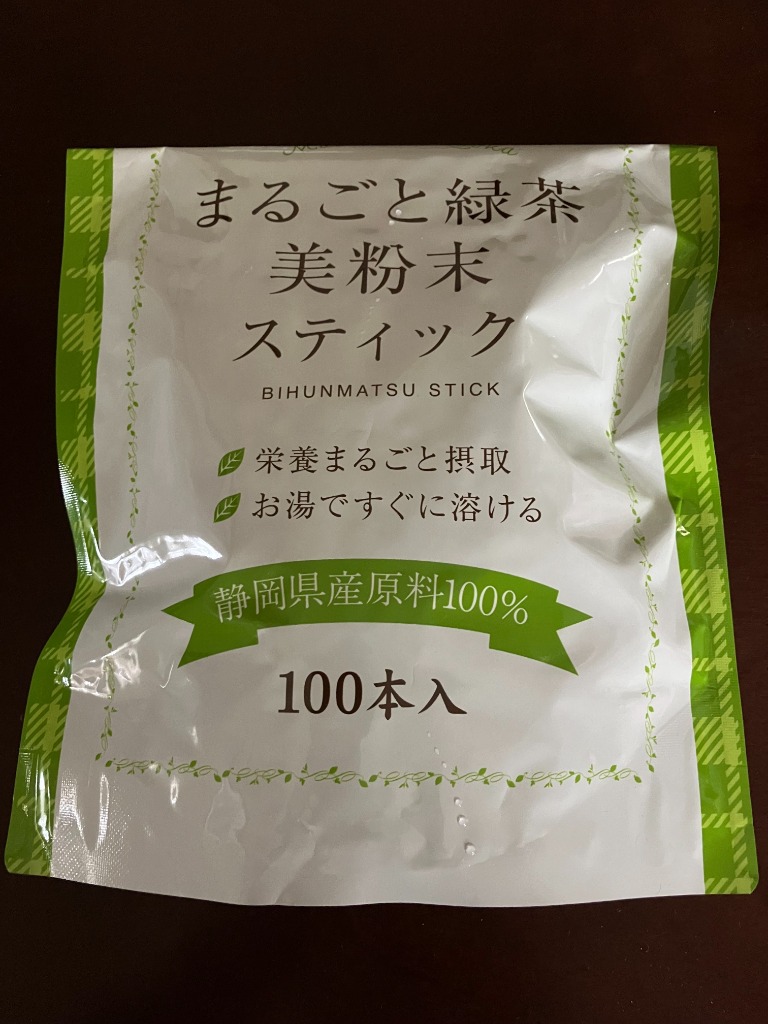 まるごと緑茶
美粉末
スティック
BIHUNMATSU STICK
栄養まるごと摂取
お湯ですぐに溶ける
静岡県産原料100%
100本入